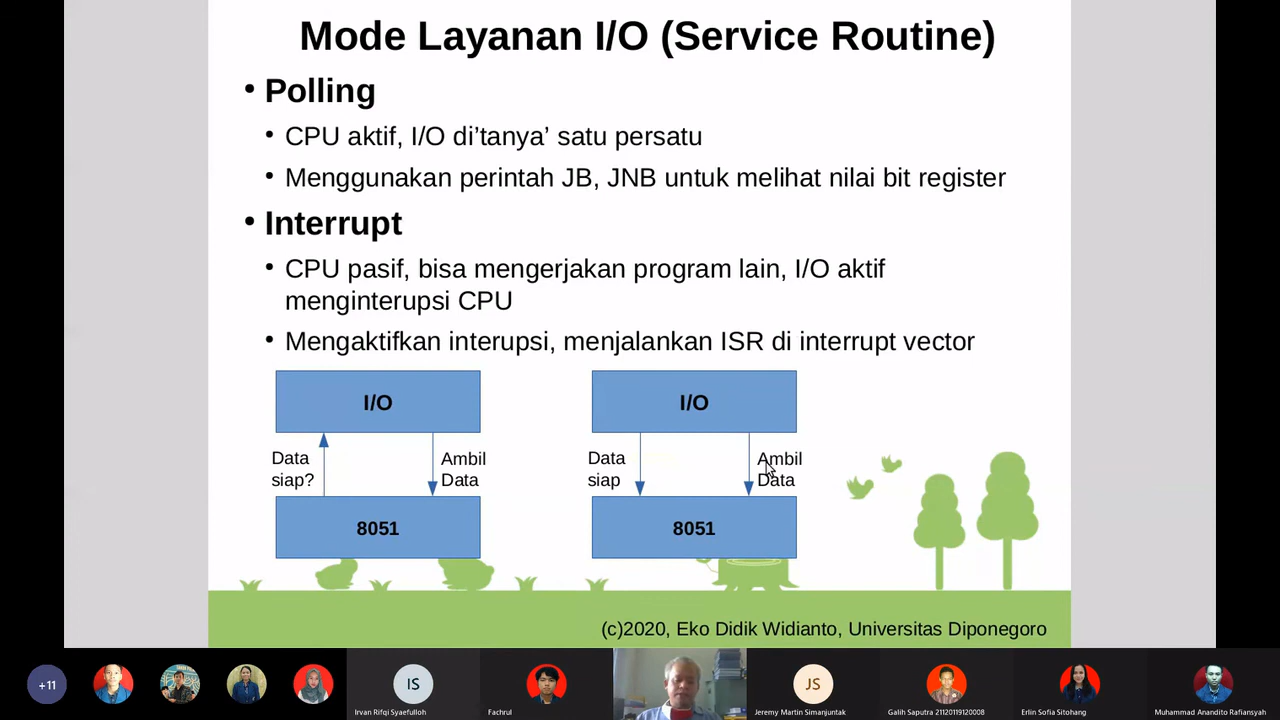 Mode Layanan I/O (Service Routine)
• Polling
• CPU aktif, I/O di’tanya’ satu persatu
• Menggunakan perintah JB, JNB untuk melihat nilai bit register
• Interrupt
• CPU pasif, bisa mengerjakan program lain, I/O aktif
menginterupsi CPU
• Mengaktifkan interupsi, menjalankan ISR di interrupt vector
I/O
Data
siap?
Ambil
Data
8051
I/O
Data
siap
Ambil
Data
8051
(c)2020, Eko Didik Widianto, Universitas Diponegoro
+11
IS
Irvan Rifqi Syaefulloh
Fachrul
JS
Jeremy Martin Simanjuntak
Galih Saputra 21120119120008
Erlin Sofia Sitohang
Muhammad Anandito Rafiansyah